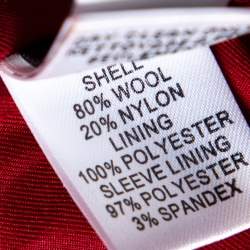 SHELL
80% WOOL
20% NYLON
LINING
100% POLYESTER
SLEEVE LINING
97% POLYESTER
3% SPANDEX